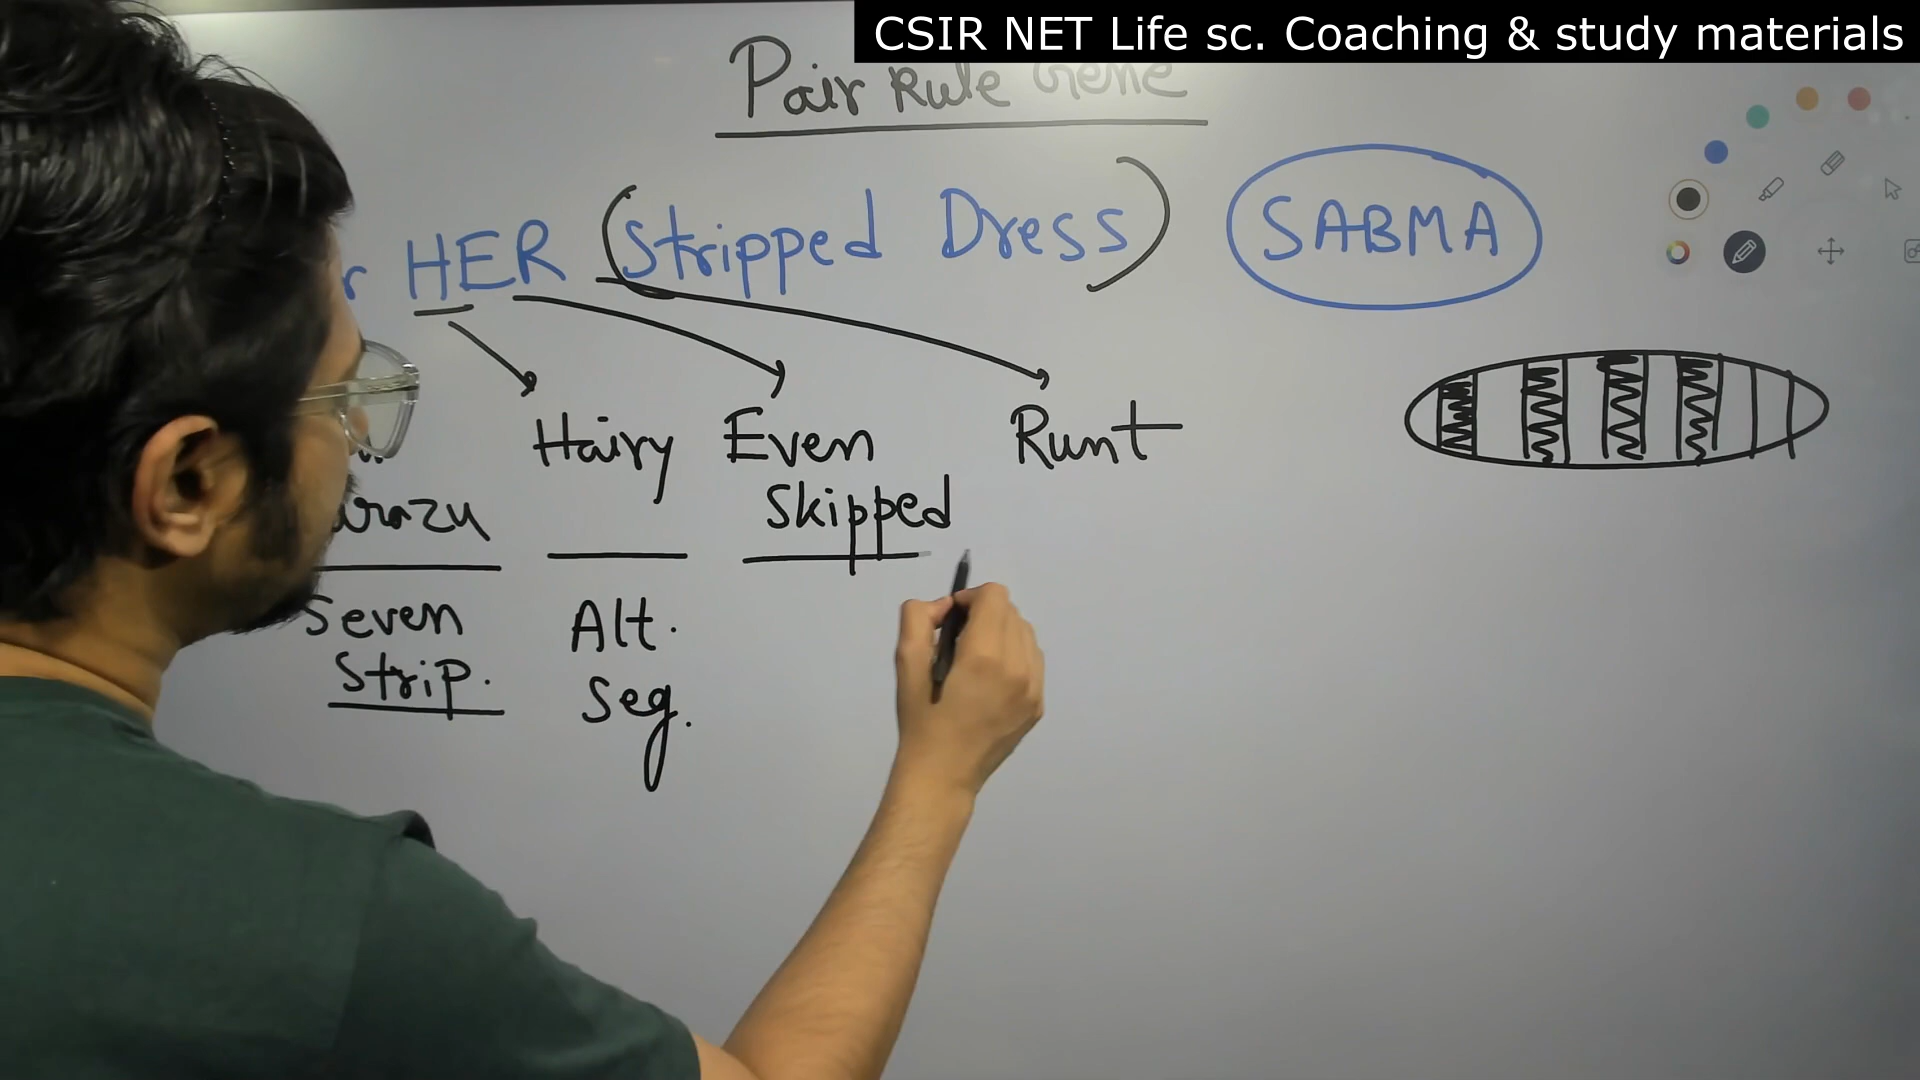 CSIR NET Life sc. Coaching & study materials
Pair Rule Gene
r HER (Stripped Dress) SABMA
Hairy Even Runt
Skipped
Seven Alt.
Strip. Seg.